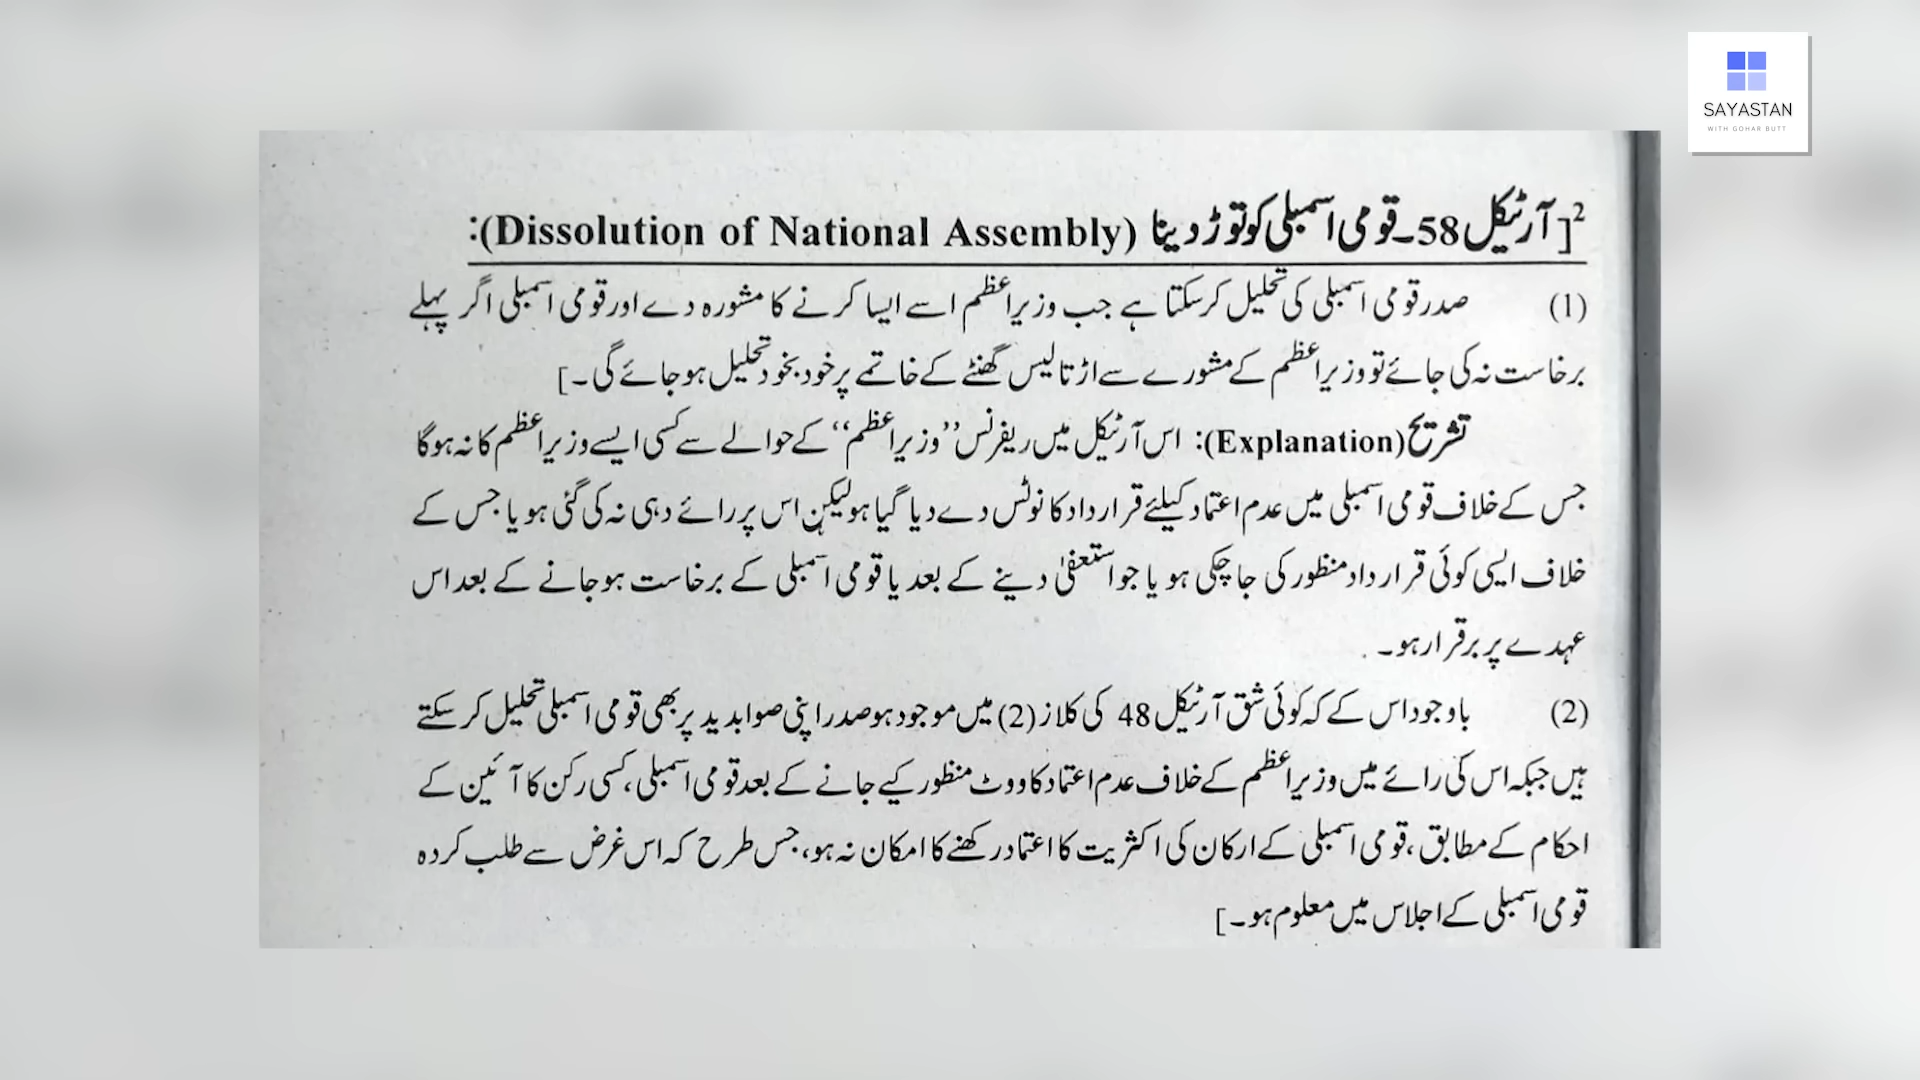 SAYASTAN
WITH GOHAR BUTT
2[آرٹیکل 58۔قومی اسمبلی کو توڑ دینا (Dissolution of National Assembly):
(1) صدر قومی اسمبلی کی تحلیل کر سکتا ہے جب وزیراعظم اسے ایسا کرنے کا مشورہ دے اور قومی اسمبلی اگر پہلے
برخاست نہ کی جائے تو وزیراعظم کے مشورے سے اڑتالیس گھنٹے کے خاتمے پر خود بخود تحلیل ہو جائے گی۔]
تشریح (Explanation): اس آرٹیکل میں ریفرنس ’’وزیراعظم‘‘ کے حوالے سے کسی ایسے وزیراعظم کا نہ ہوگا
جس کے خلاف قومی اسمبلی میں عدم اعتماد کیلئے قرارداد کا نوٹس دے دیا گیا ہو لیکن اس پر رائے دہی نہ کی گئی ہو یا جس کے
خلاف ایسی کوئی قرارداد منظور کی جا چکی ہو یا جو استعفیٰ دینے کے بعد یا قومی اسمبلی کے برخاست ہو جانے کے بعد اس
عہدے پر برقرار ہو۔
(2) باوجود اس کے کہ کوئی شق آرٹیکل 48 کی کلاز (2) میں موجود ہو صدر اپنی صوابدید پر بھی قومی اسمبلی تحلیل کر سکتے
ہیں جبکہ اس کی رائے میں وزیراعظم کے خلاف عدم اعتماد کا ووٹ منظور کیے جانے کے بعد قومی اسمبلی، کسی رکن کا آئین کے
احکام کے مطابق، قومی اسمبلی کے ارکان کی اکثریت کا اعتماد رکھنے کا امکان نہ ہو، جس طرح کہ اس غرض سے طلب کردہ
قومی اسمبلی کے اجلاس میں معلوم ہو۔]